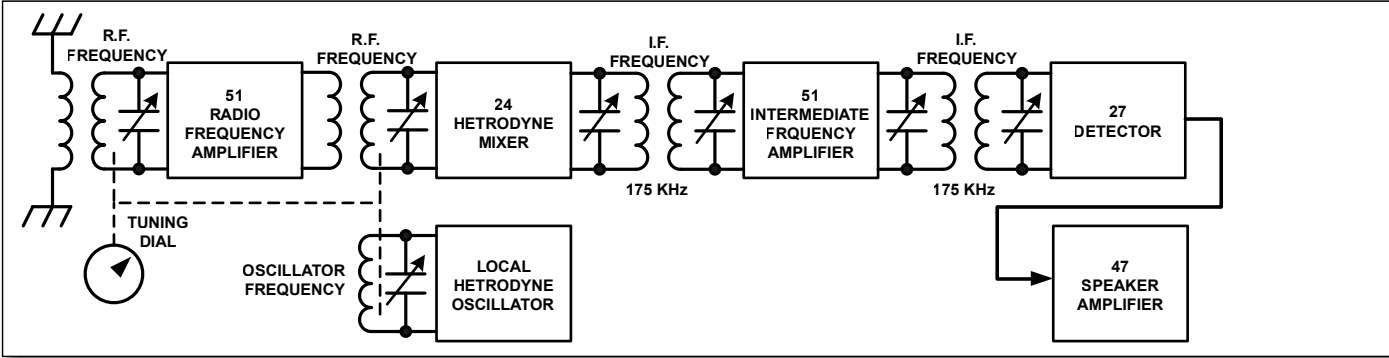 R.F.
FREQUENCY
51
RADIO
FREQUENCY
AMPLIFIER
R.F.
FREQUENCY
24
HETRODYNE
MIXER
I.F.
FREQUENCY
175 KHz
51
INTERMEDIATE
FRQUENCY
AMPLIFIER
I.F.
FREQUENCY
175 KHz
27
DETECTOR
TUNING
DIAL
OSCILLATOR
FREQUENCY
LOCAL
HETRODYNE
OSCILLATOR
47
SPEAKER
AMPLIFIER